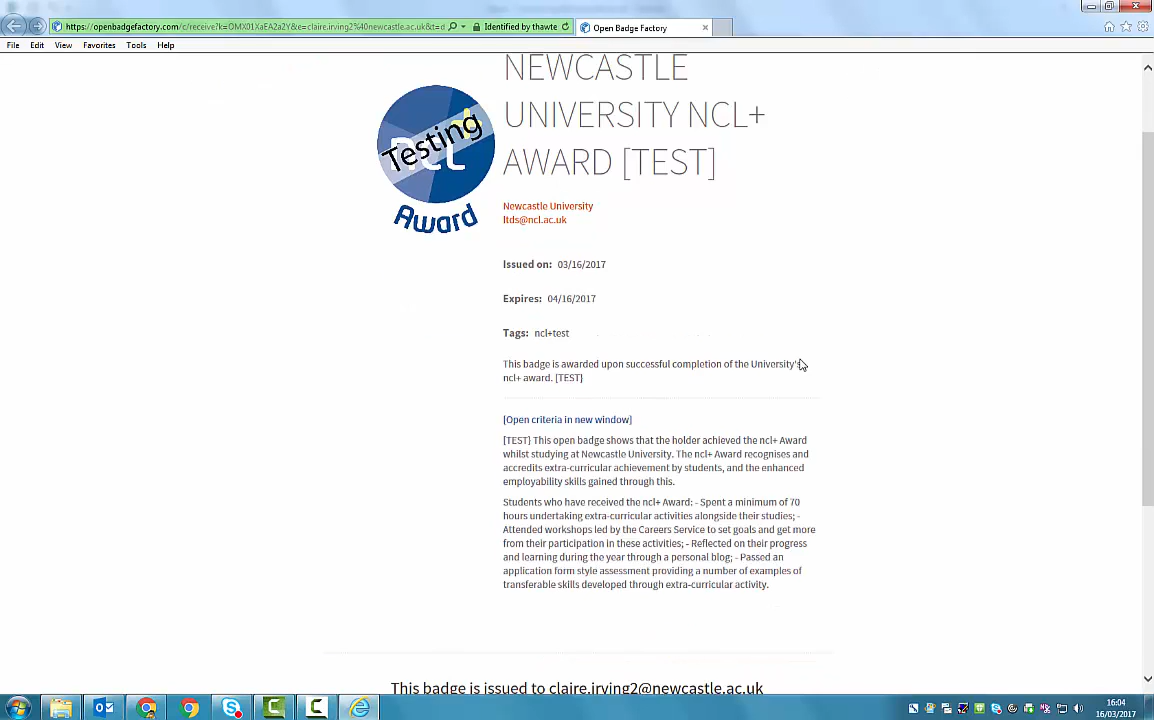 https://openbadgefactory.com/c/receive?k=OMX01XaEA2a2Y&e=claire.irving2%40newcastle.ac.uk&t=d
Identified by thawte
Open Badge Factory
File Edit View Favorites Tools Help
NEWCASTLE
UNIVERSITY NCL+
AWARD [TEST]
ncl+
Testing
Award
Newcastle University
ltds@ncl.ac.uk
Issued on: 03/16/2017
Expires: 04/16/2017
Tags: ncl+test
This badge is awarded upon successful completion of the University's
ncl+ award. [TEST]
[Open criteria in new window]
[TEST} This open badge shows that the holder achieved the ncl+ Award
whilst studying at Newcastle University. The ncl+ Award recognises and
accredits extra-curricular achievement by students, and the enhanced
employability skills gained through this.
Students who have received the ncl+ Award: - Spent a minimum of 70
hours undertaking extra-curricular activities alongside their studies; -
Attended workshops led by the Careers Service to set goals and get more
from their participation in these activities; - Reflected on their progress
and learning during the year through a personal blog; - Passed an
application form style assessment providing a number of examples of
transferable skills developed through extra-curricular activity.
This badge is issued to claire.irving2@newcastle.ac.uk
16:04
16/03/2017